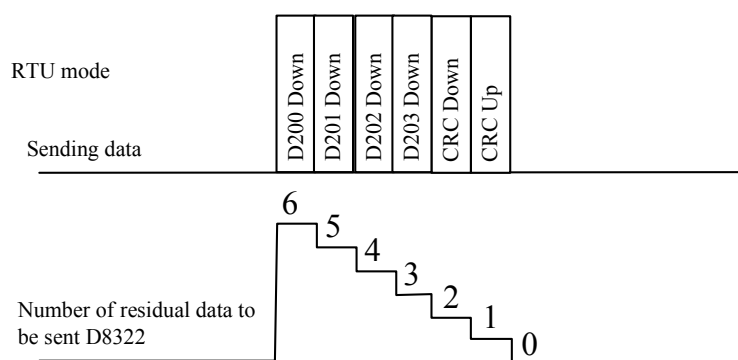 RTU mode
Sending data
D200 Down
D201 Down
D202 Down
D203 Down
CRC Down
CRC Up
6
5
4
3
2
1
0
Number of residual data to
be sent D8322